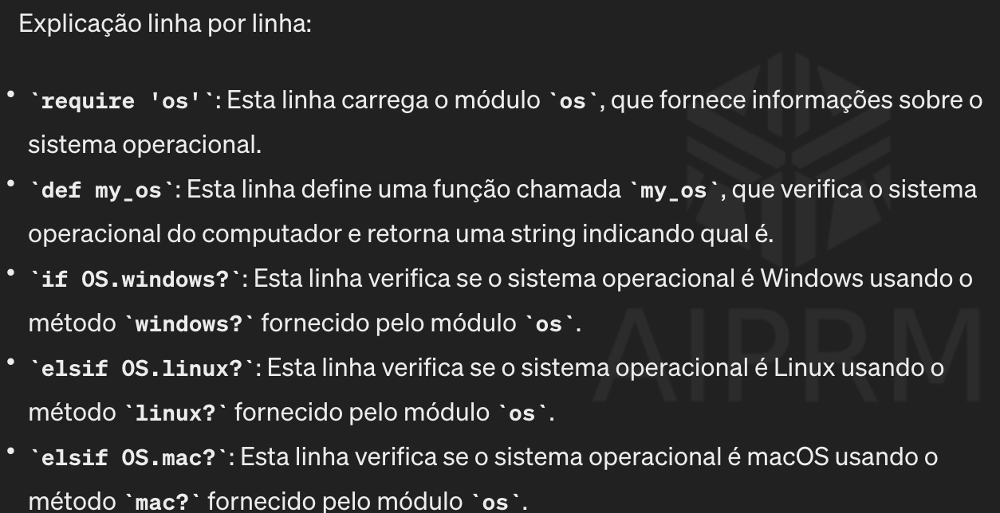 Explicação linha por linha:
• `require 'os'`: Esta linha carrega o módulo `os`, que fornece informações sobre o
sistema operacional.
• `def my_os`: Esta linha define uma função chamada `my_os`, que verifica o sistema
operacional do computador e retorna uma string indicando qual é.
• `if OS.windows?`: Esta linha verifica se o sistema operacional é Windows usando o
método `windows?` fornecido pelo módulo `os`.
• `elsif OS.linux?`: Esta linha verifica se o sistema operacional é Linux usando o
método `linux?` fornecido pelo módulo `os`.
• `elsif OS.mac?`: Esta linha verifica se o sistema operacional é macOS usando o
método `mac?` fornecido pelo módulo `os`.
AIPRM